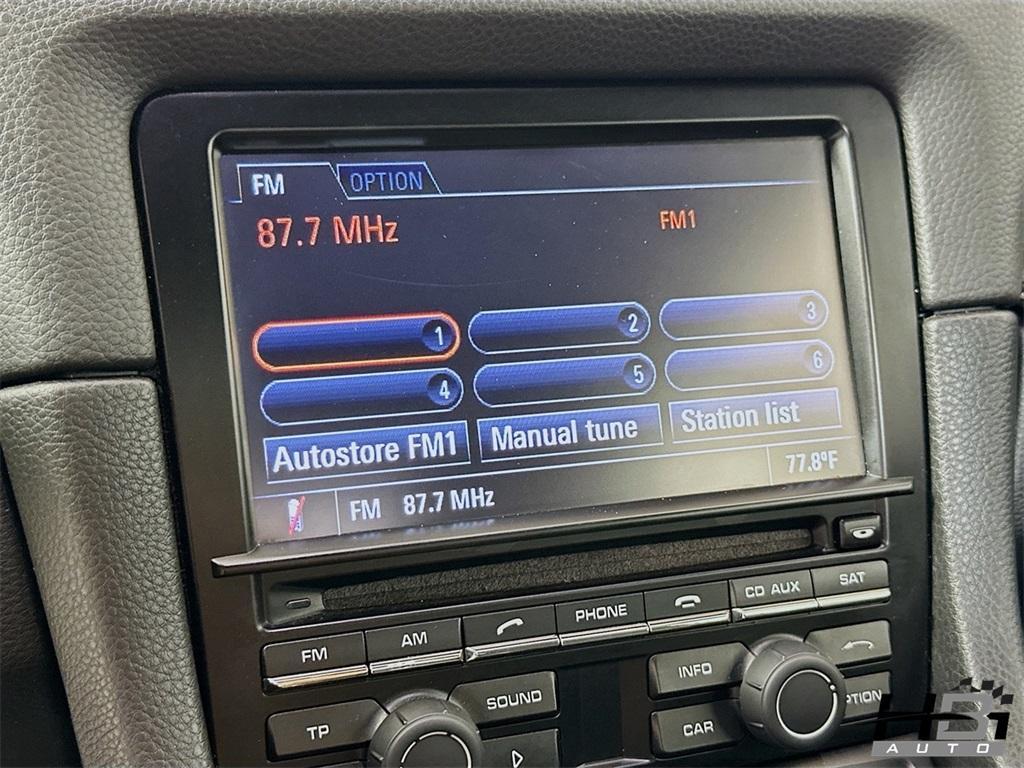 FM OPTION
87.7 MHz FM1
1 2 3
4 5 6
Autostore FM1 Manual tune Station list
FM 87.7 MHz 77.8°F
FM AM PHONE CD AUX SAT
TP SOUND INFO
CAR OPTION
HBI
AUTO